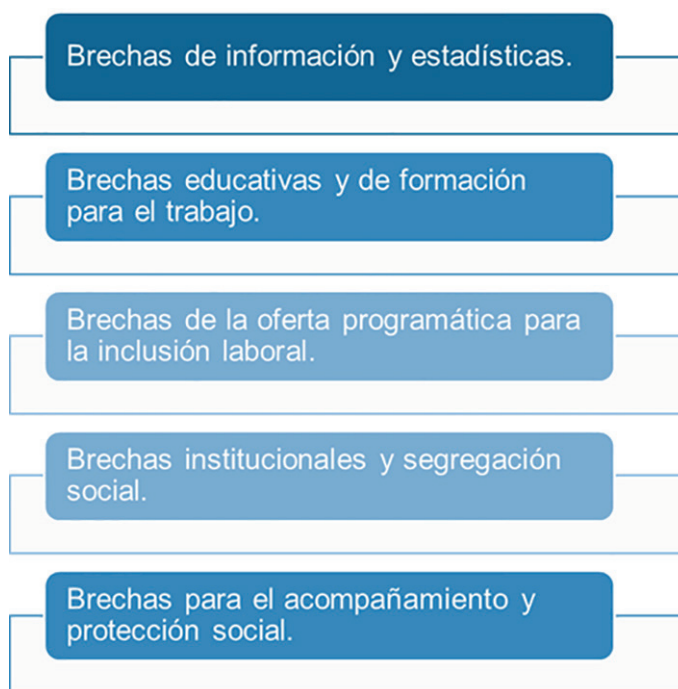 Brechas de información y estadísticas.
Brechas educativas y de formación
para el trabajo.
Brechas de la oferta programática para
la inclusión laboral.
Brechas institucionales y segregación
social.
Brechas para el acompañamiento y
protección social.